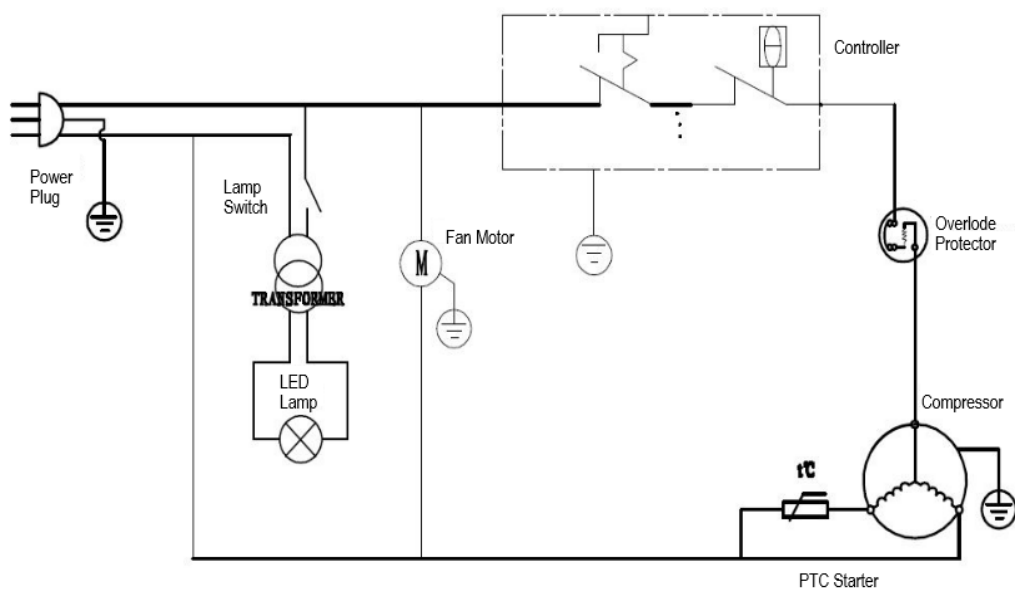 Controller
Power
Plug
Lamp
Switch
Fan Motor
Overlode
Protector
M
TRANSFORMER
LED
Lamp
Compressor
t℃
PTC Starter